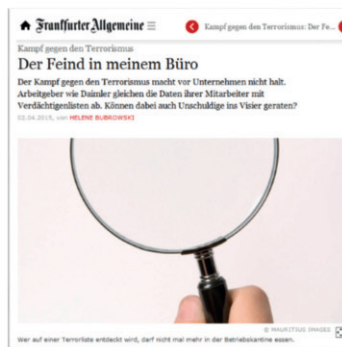 Frankfurter Allgemeine
Kampf gegen den Terrorismus: Der Fe...
Kampf gegen den Terrorismus
Der Feind in meinem Büro
Der Kampf gegen den Terrorismus macht vor Unternehmen nicht halt.
Arbeitgeber wie Daimler gleichen die Daten ihrer Mitarbeiter mit
Verdächtigenlisten ab. Können dabei auch Unschuldige ins Visier geraten?
02.04.2015, von HELENE BUBROWSKI
© MAURITIUS IMAGES
Wer auf einer Terrorliste entdeckt wird, darf nicht mal mehr in der Betriebskantine essen.